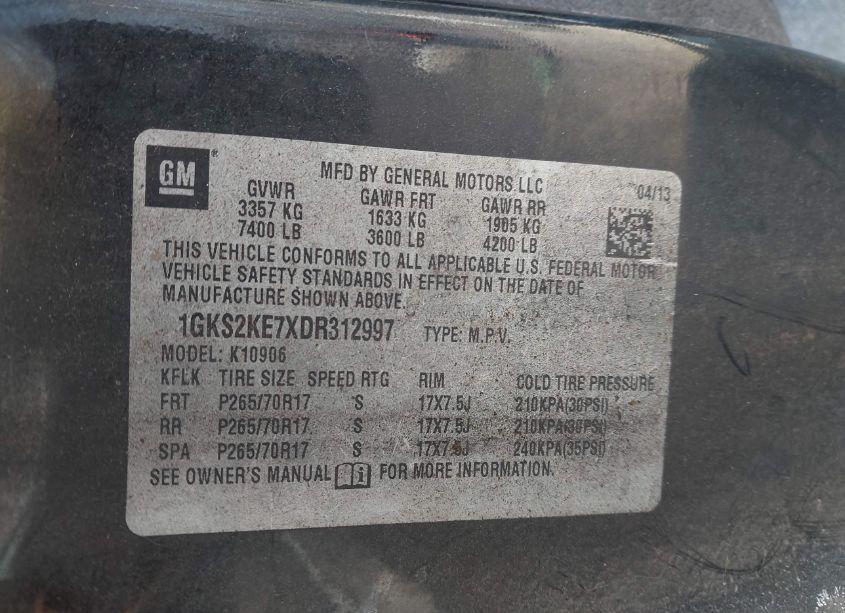 GM ®
MFD BY GENERAL MOTORS LLC 04/13
GVWR GAWR FRT GAWR RR
3357 KG 1633 KG 1905 KG
7400 LB 3600 LB 4200 LB
THIS VEHICLE CONFORMS TO ALL APPLICABLE U.S. FEDERAL MOTOR
VEHICLE SAFETY STANDARDS IN EFFECT ON THE DATE OF
MANUFACTURE SHOWN ABOVE.
1GKS2KE7XDR312997 TYPE: M.P.V.
MODEL: K10906
KFLK TIRE SIZE SPEED RTG RIM COLD TIRE PRESSURE
FRT P265/70R17 S 17X7.5J 210KPA(30PSI)
RR P265/70R17 S 17X7.5J 210KPA(30PSI)
SPA P265/70R17 S 17X7.5J 240KPA(35PSI)
SEE OWNER'S MANUAL FOR MORE INFORMATION.